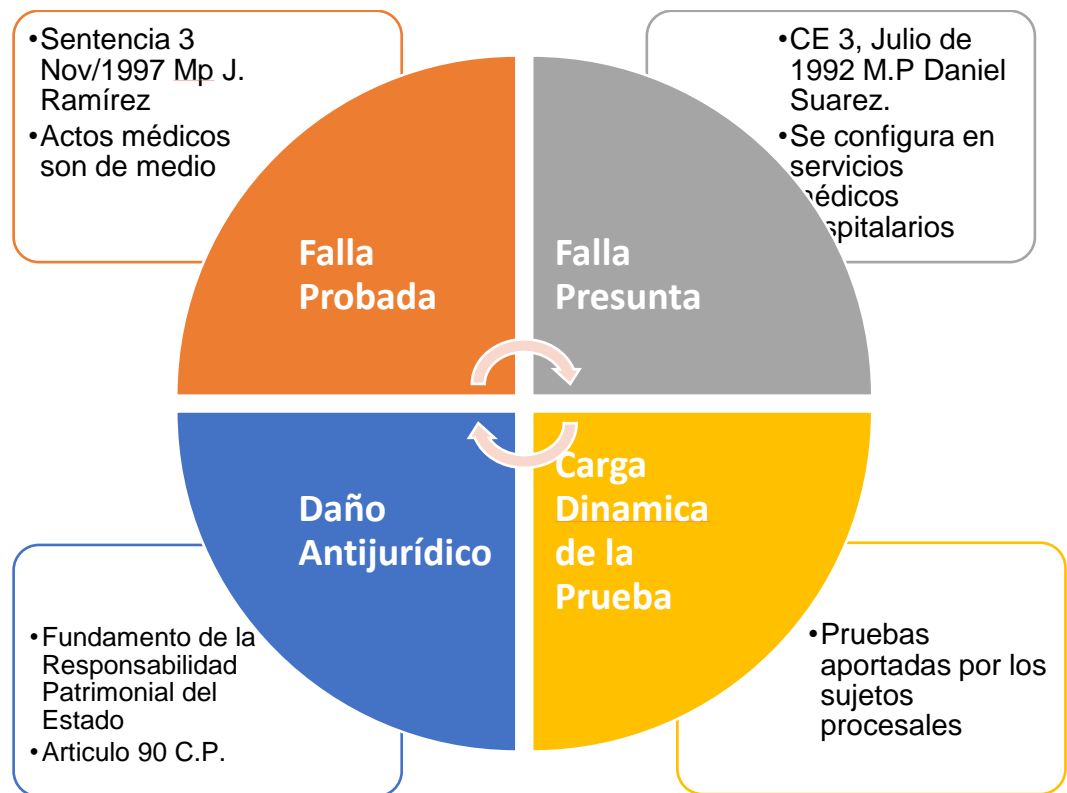 •Sentencia 3
Nov/1997 Mp J.
Ramírez
•Actos médicos
son de medio
•CE 3, Julio de
1992 M.P Daniel
Suarez.
•Se configura en
servicios
médicos
hospitalarios
Falla
Probada
Falla
Presunta
Daño
Antijurídico
Carga
Dinamica
de la
Prueba
•Fundamento de la
Responsabilidad
Patrimonial del
Estado
•Articulo 90 C.P.
•Pruebas
aportadas por los
sujetos
procesales